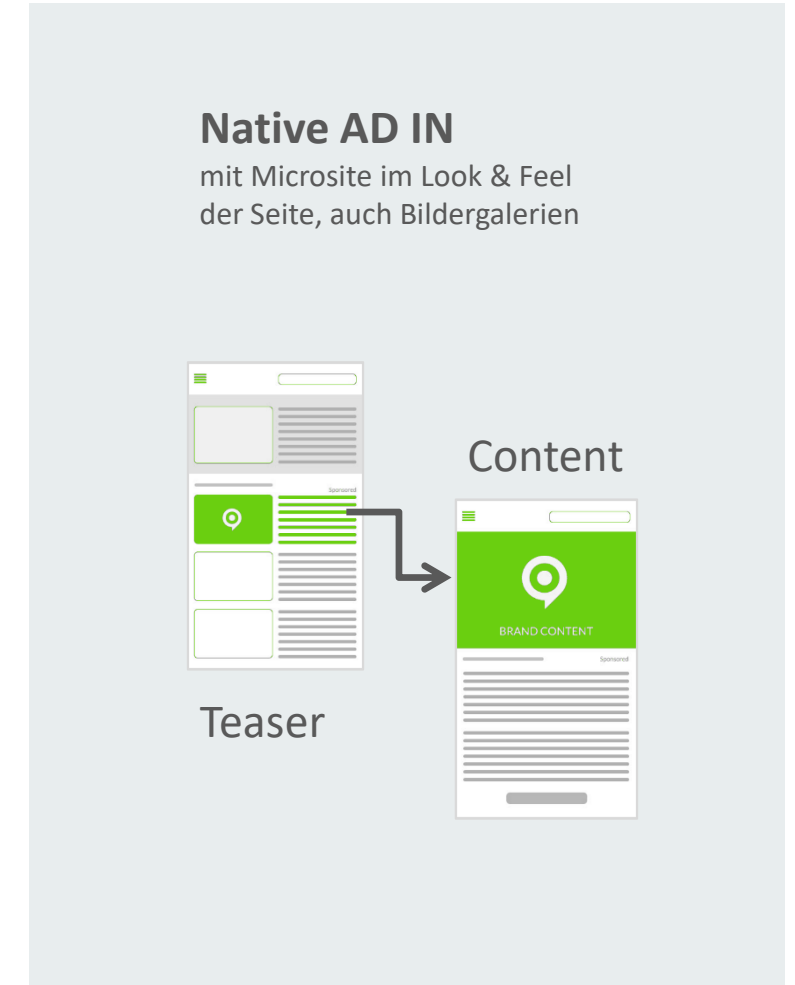 Native AD IN
mit Microsite im Look & Feel
der Seite, auch Bildergalerien
Sponsored
Teaser
Content
BRAND CONTENT
Sponsored